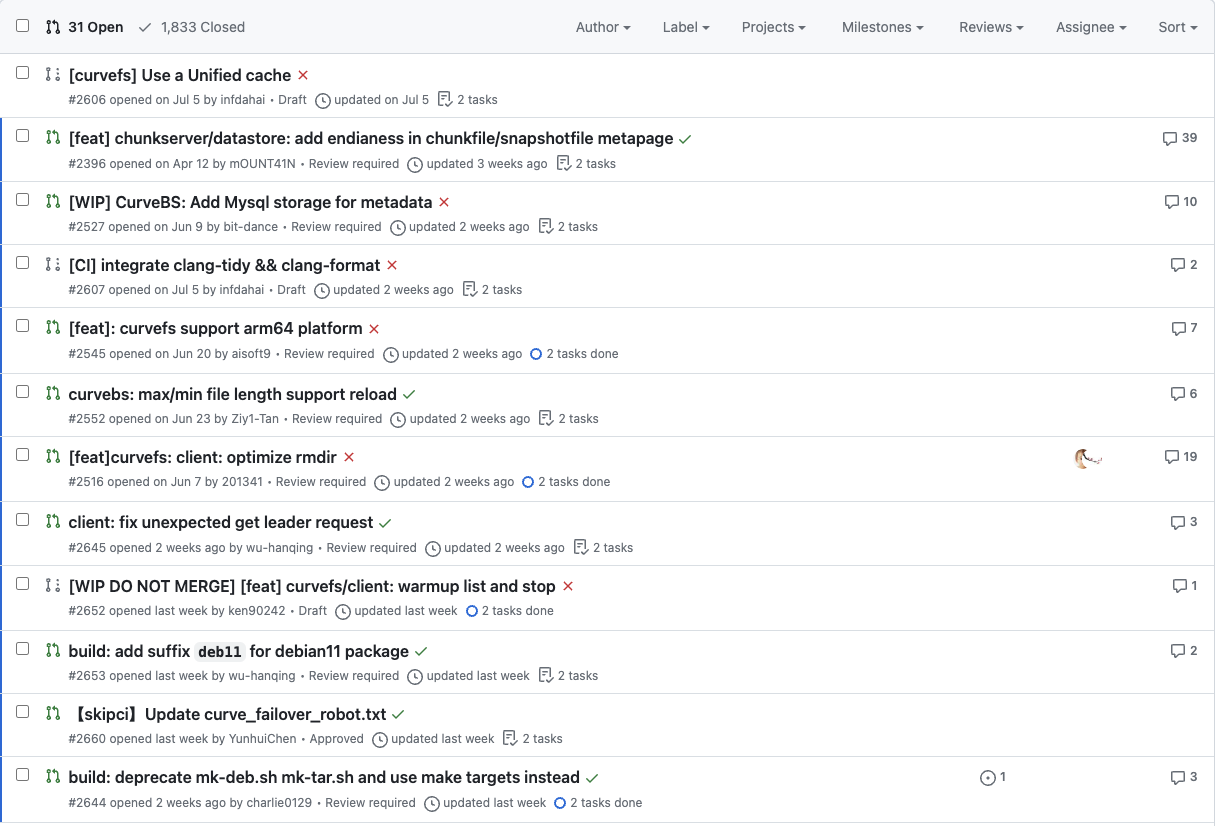 31 Open 1,833 Closed Author Label Projects Milestones Reviews Assignee Sort
[curvefs] Use a Unified cache
#2606 opened on Jul 5 by infdahai • Draft updated on Jul 5 2 tasks
[feat] chunkserver/datastore: add endianess in chunkfile/snapshotfile metapage 39
#2396 opened on Apr 12 by mOUNT41N • Review required updated 3 weeks ago 2 tasks
[WIP] CurveBS: Add Mysql storage for metadata 10
#2527 opened on Jun 9 by bit-dance • Review required updated 2 weeks ago 2 tasks
[CI] integrate clang-tidy && clang-format 2
#2607 opened on Jul 5 by infdahai • Draft updated 2 weeks ago 2 tasks
[feat]: curvefs support arm64 platform 7
#2545 opened on Jun 20 by aisoft9 • Review required updated 2 weeks ago 2 tasks done
curvebs: max/min file length support reload 6
#2552 opened on Jun 23 by Ziy1-Tan • Review required updated 2 weeks ago 2 tasks
[feat]curvefs: client: optimize rmdir 19
#2516 opened on Jun 7 by 201341 • Review required updated 2 weeks ago 2 tasks done
client: fix unexpected get leader request 3
#2645 opened 2 weeks ago by wu-hanqing • Review required updated 2 weeks ago 2 tasks
[WIP DO NOT MERGE] [feat] curvefs/client: warmup list and stop 1
#2652 opened last week by ken90242 • Draft updated last week 2 tasks done
build: add suffix deb11 for debian11 package 2
#2653 opened last week by wu-hanqing • Review required updated last week 2 tasks
【skipci】Update curve_failover_robot.txt
#2660 opened last week by YunhuiChen • Approved updated last week 2 tasks
build: deprecate mk-deb.sh mk-tar.sh and use make targets instead 1 3
#2644 opened 2 weeks ago by charlie0129 • Review required updated last week 2 tasks done